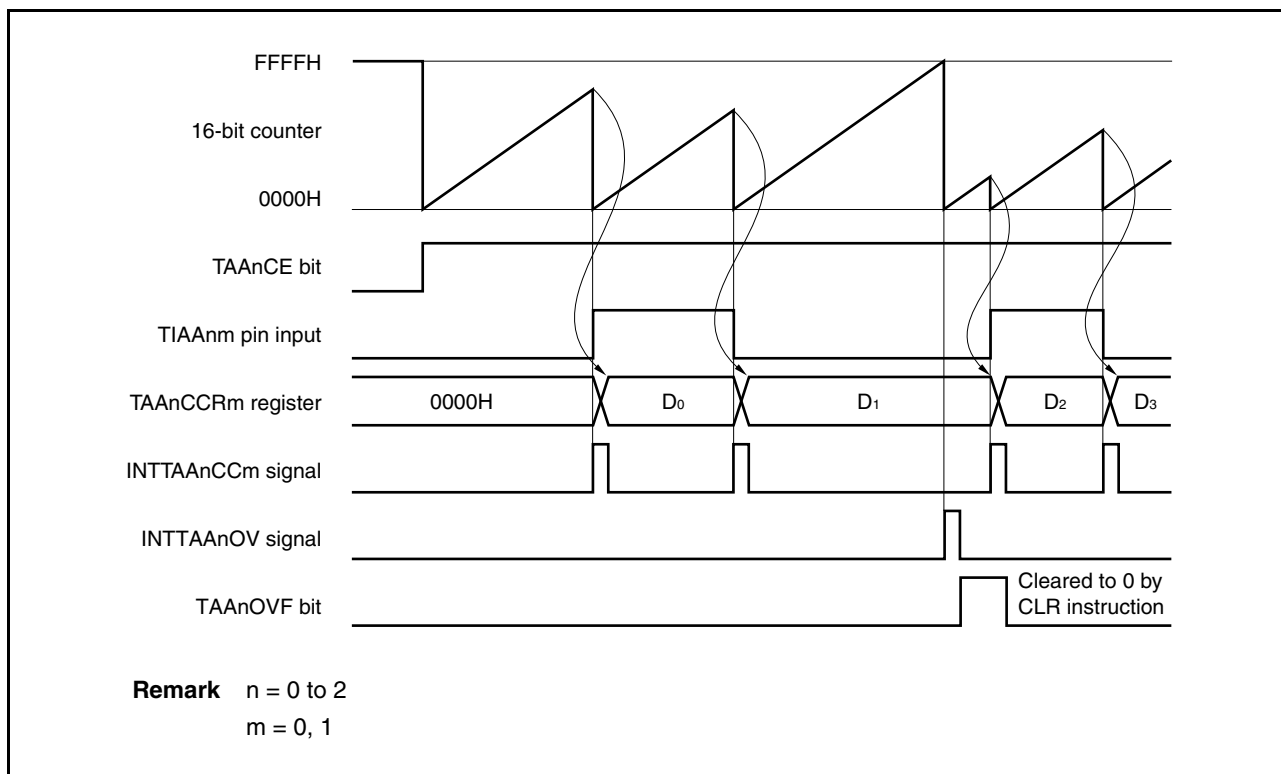 FFFFH
16-bit counter
0000H
TAAnCE bit
TIAAnm pin input
TAAnCCRm register
0000H
D0
D1
D2
D3
INTTAAnCCm signal
INTTAAnOV signal
TAAnOVF bit
Cleared to 0 by
CLR instruction
Remark n = 0 to 2
m = 0, 1